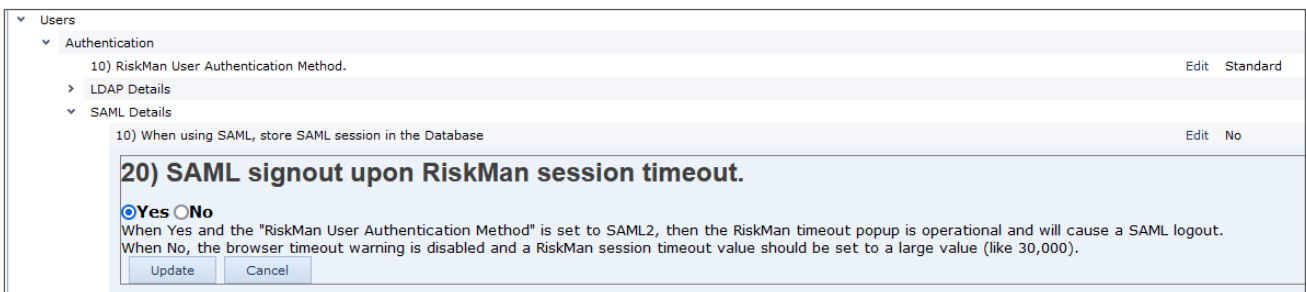 Users
Authentication
10) RiskMan User Authentication Method. Edit Standard
LDAP Details
SAML Details
10) When using SAML, store SAML session in the Database Edit No
20) SAML signout upon RiskMan session timeout.
Yes No
When Yes and the "RiskMan User Authentication Method" is set to SAML2, then the RiskMan timeout popup is operational and will cause a SAML logout.
When No, the browser timeout warning is disabled and a RiskMan session timeout value should be set to a large value (like 30,000).
Update Cancel